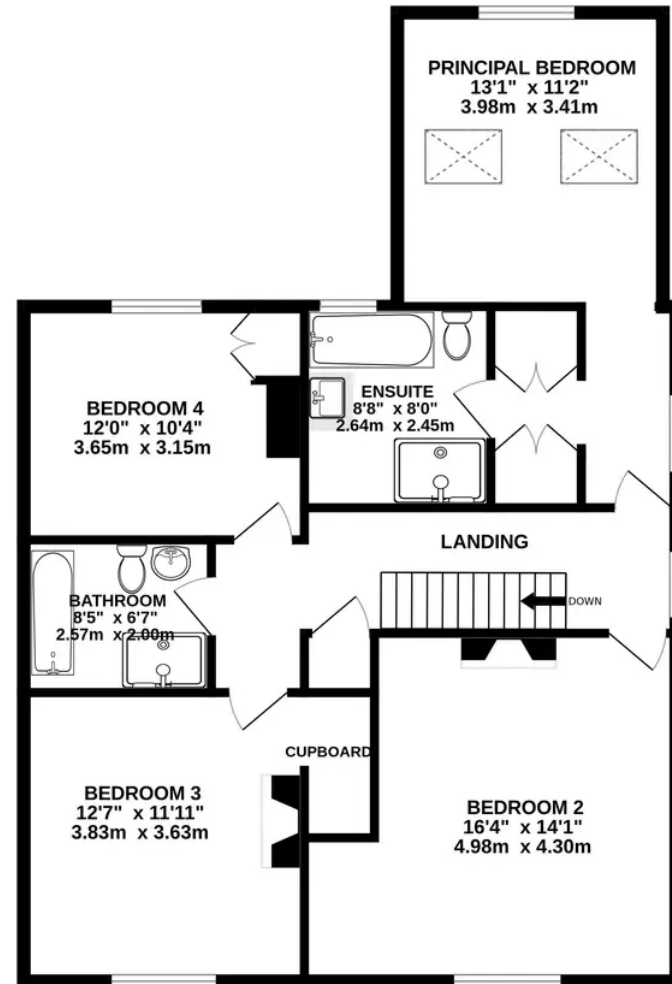 PRINCIPAL BEDROOM
13'1" x 11'2"
3.98m x 3.41m
BEDROOM 4
12'0" x 10'4"
3.65m x 3.15m
ENSUITE
8'8" x 8'0"
2.64m x 2.45m
LANDING
DOWN
BATHROOM
8'5" x 6'7"
2.57m x 2.00m
CUPBOARD
BEDROOM 3
12'7" x 11'11"
3.83m x 3.63m
BEDROOM 2
16'4" x 14'1"
4.98m x 4.30m